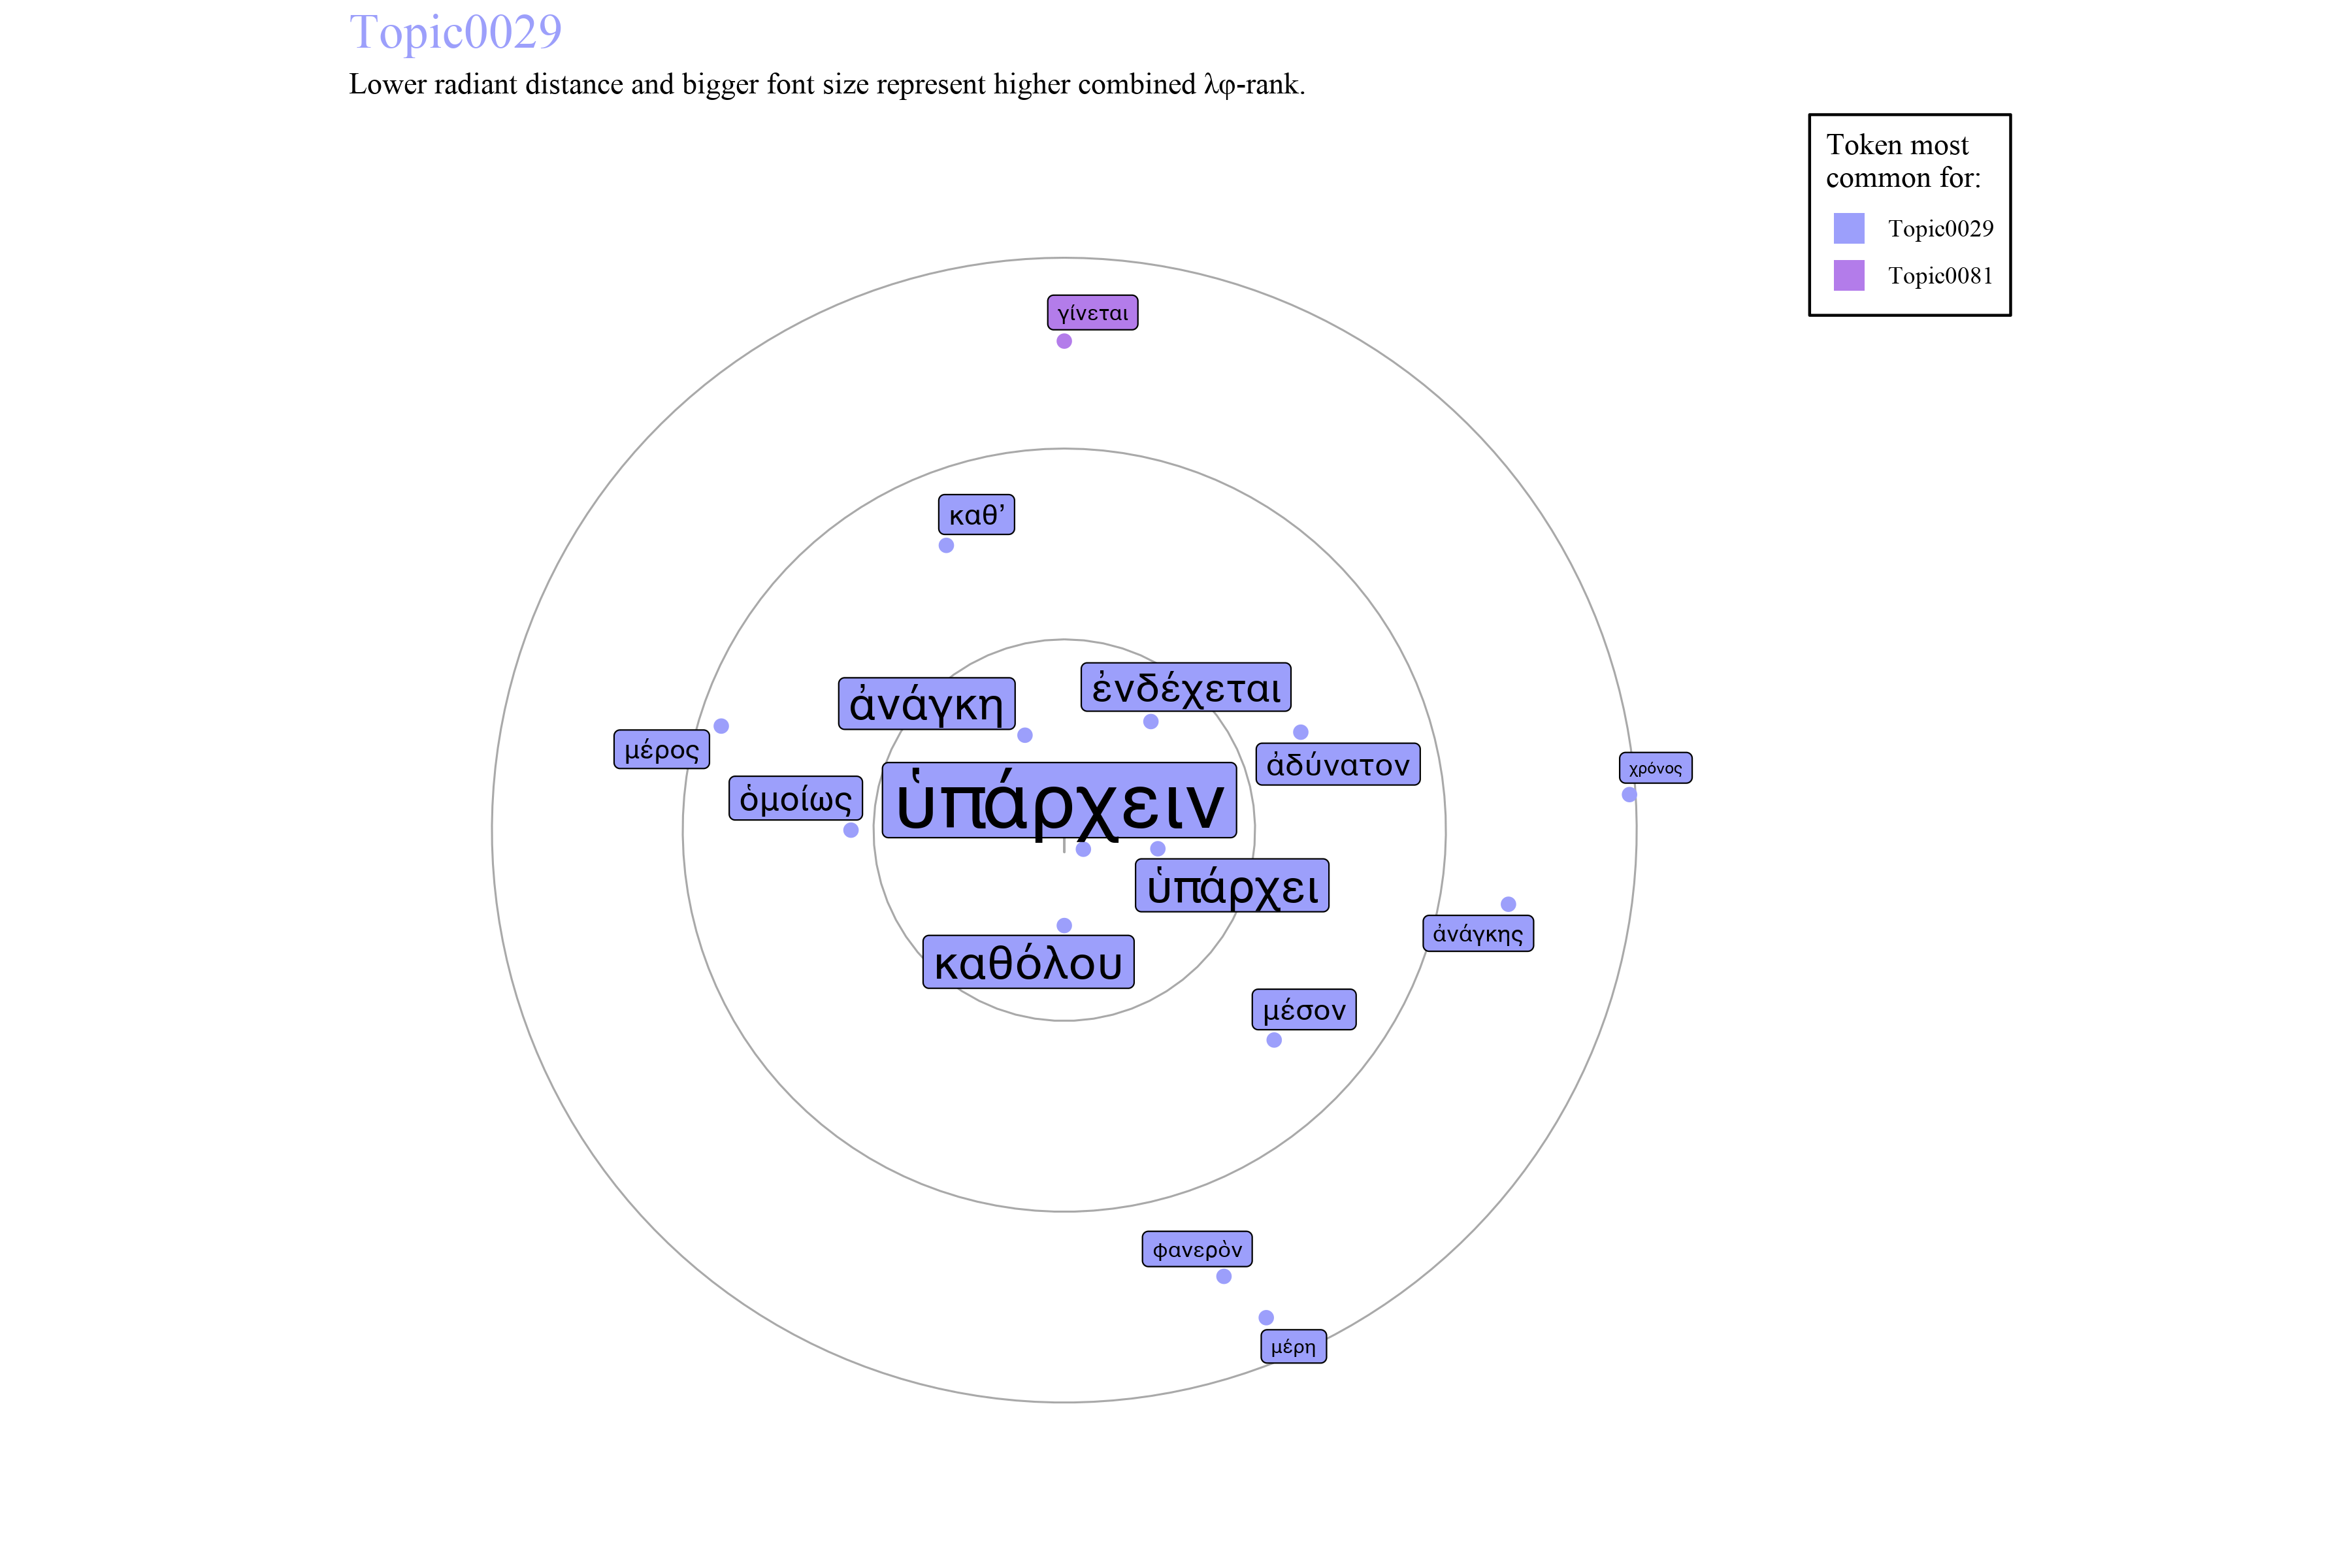 Topic0029
Lower radiant distance and bigger font size represent higher combined λφ-rank.
Token most
common for:
Topic0029
Topic0081
γίνεται
καθ’
ἐνδέχεται
ἀνάγκη
μέρος
ἀδύνατον
χρόνος
ὁμοίως
ὑπάρχειν
ὑπάρχει
ἀνάγκης
καθόλου
μέσον
φανερὸν
μέρη